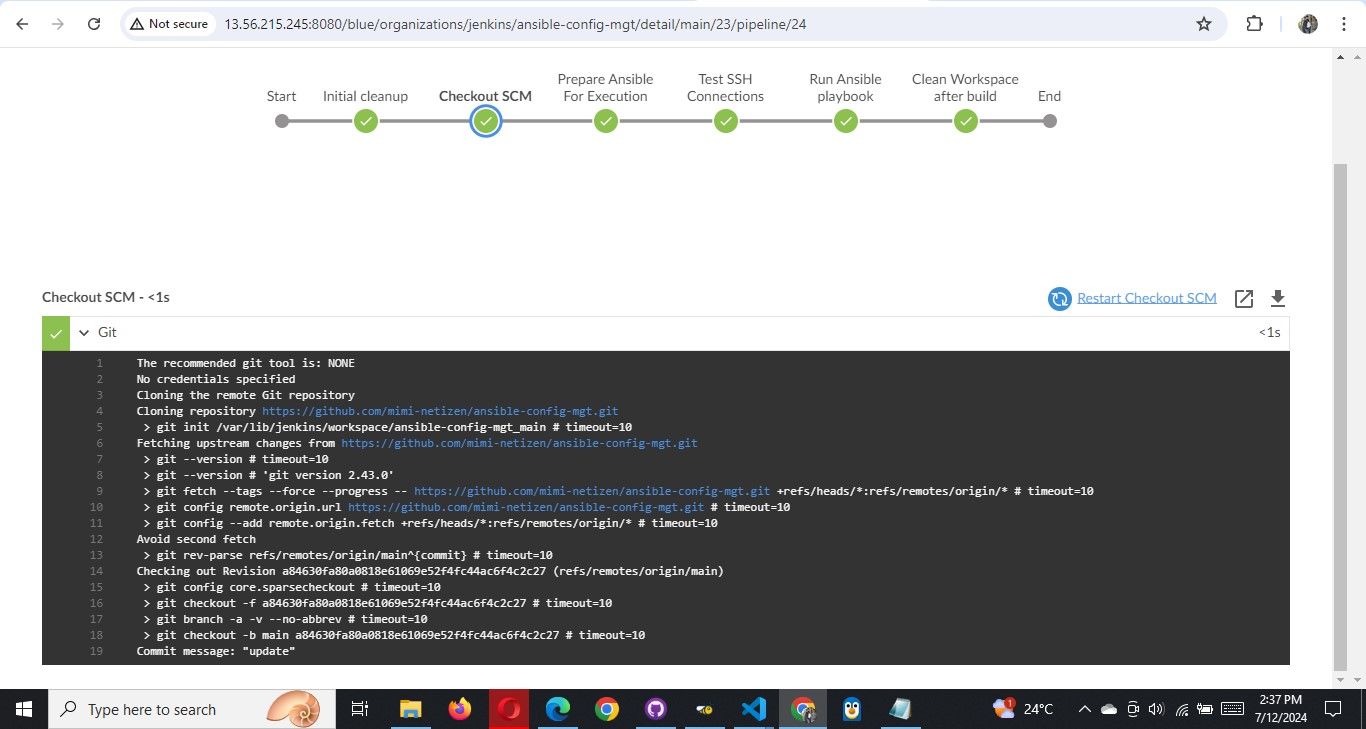 Not secure
13.56.215.245:8080/blue/organizations/jenkins/ansible-config-mgt/detail/main/23/pipeline/24
Start
Initial cleanup
Checkout SCM
Prepare Ansible
For Execution
Test SSH
Connections
Run Ansible
playbook
Clean Workspace
after build
End
Checkout SCM - <1s
Restart Checkout SCM
Git
<1s
1 The recommended git tool is: NONE
2 No credentials specified
3 Cloning the remote Git repository
4 Cloning repository https://github.com/mimi-netizen/ansible-config-mgt.git
5 > git init /var/lib/jenkins/workspace/ansible-config-mgt_main # timeout=10
6 Fetching upstream changes from https://github.com/mimi-netizen/ansible-config-mgt.git
7 > git --version # timeout=10
8 > git --version # 'git version 2.43.0'
9 > git fetch --tags --force --progress -- https://github.com/mimi-netizen/ansible-config-mgt.git +refs/heads/*:refs/remotes/origin/* # timeout=10
10 > git config remote.origin.url https://github.com/mimi-netizen/ansible-config-mgt.git # timeout=10
11 > git config --add remote.origin.fetch +refs/heads/*:refs/remotes/origin/* # timeout=10
12 Avoid second fetch
13 > git rev-parse refs/remotes/origin/main^{commit} # timeout=10
14 Checking out Revision a84630fa80a0818e61069e52f4fc44ac6f4c2c27 (refs/remotes/origin/main)
15 > git config core.sparsecheckout # timeout=10
16 > git checkout -f a84630fa80a0818e61069e52f4fc44ac6f4c2c27 # timeout=10
17 > git branch -a -v --no-abbrev # timeout=10
18 > git checkout -b main a84630fa80a0818e61069e52f4fc44ac6f4c2c27 # timeout=10
19 Commit message: "update"
Type here to search
1
24°C
2:37 PM
7/12/2024